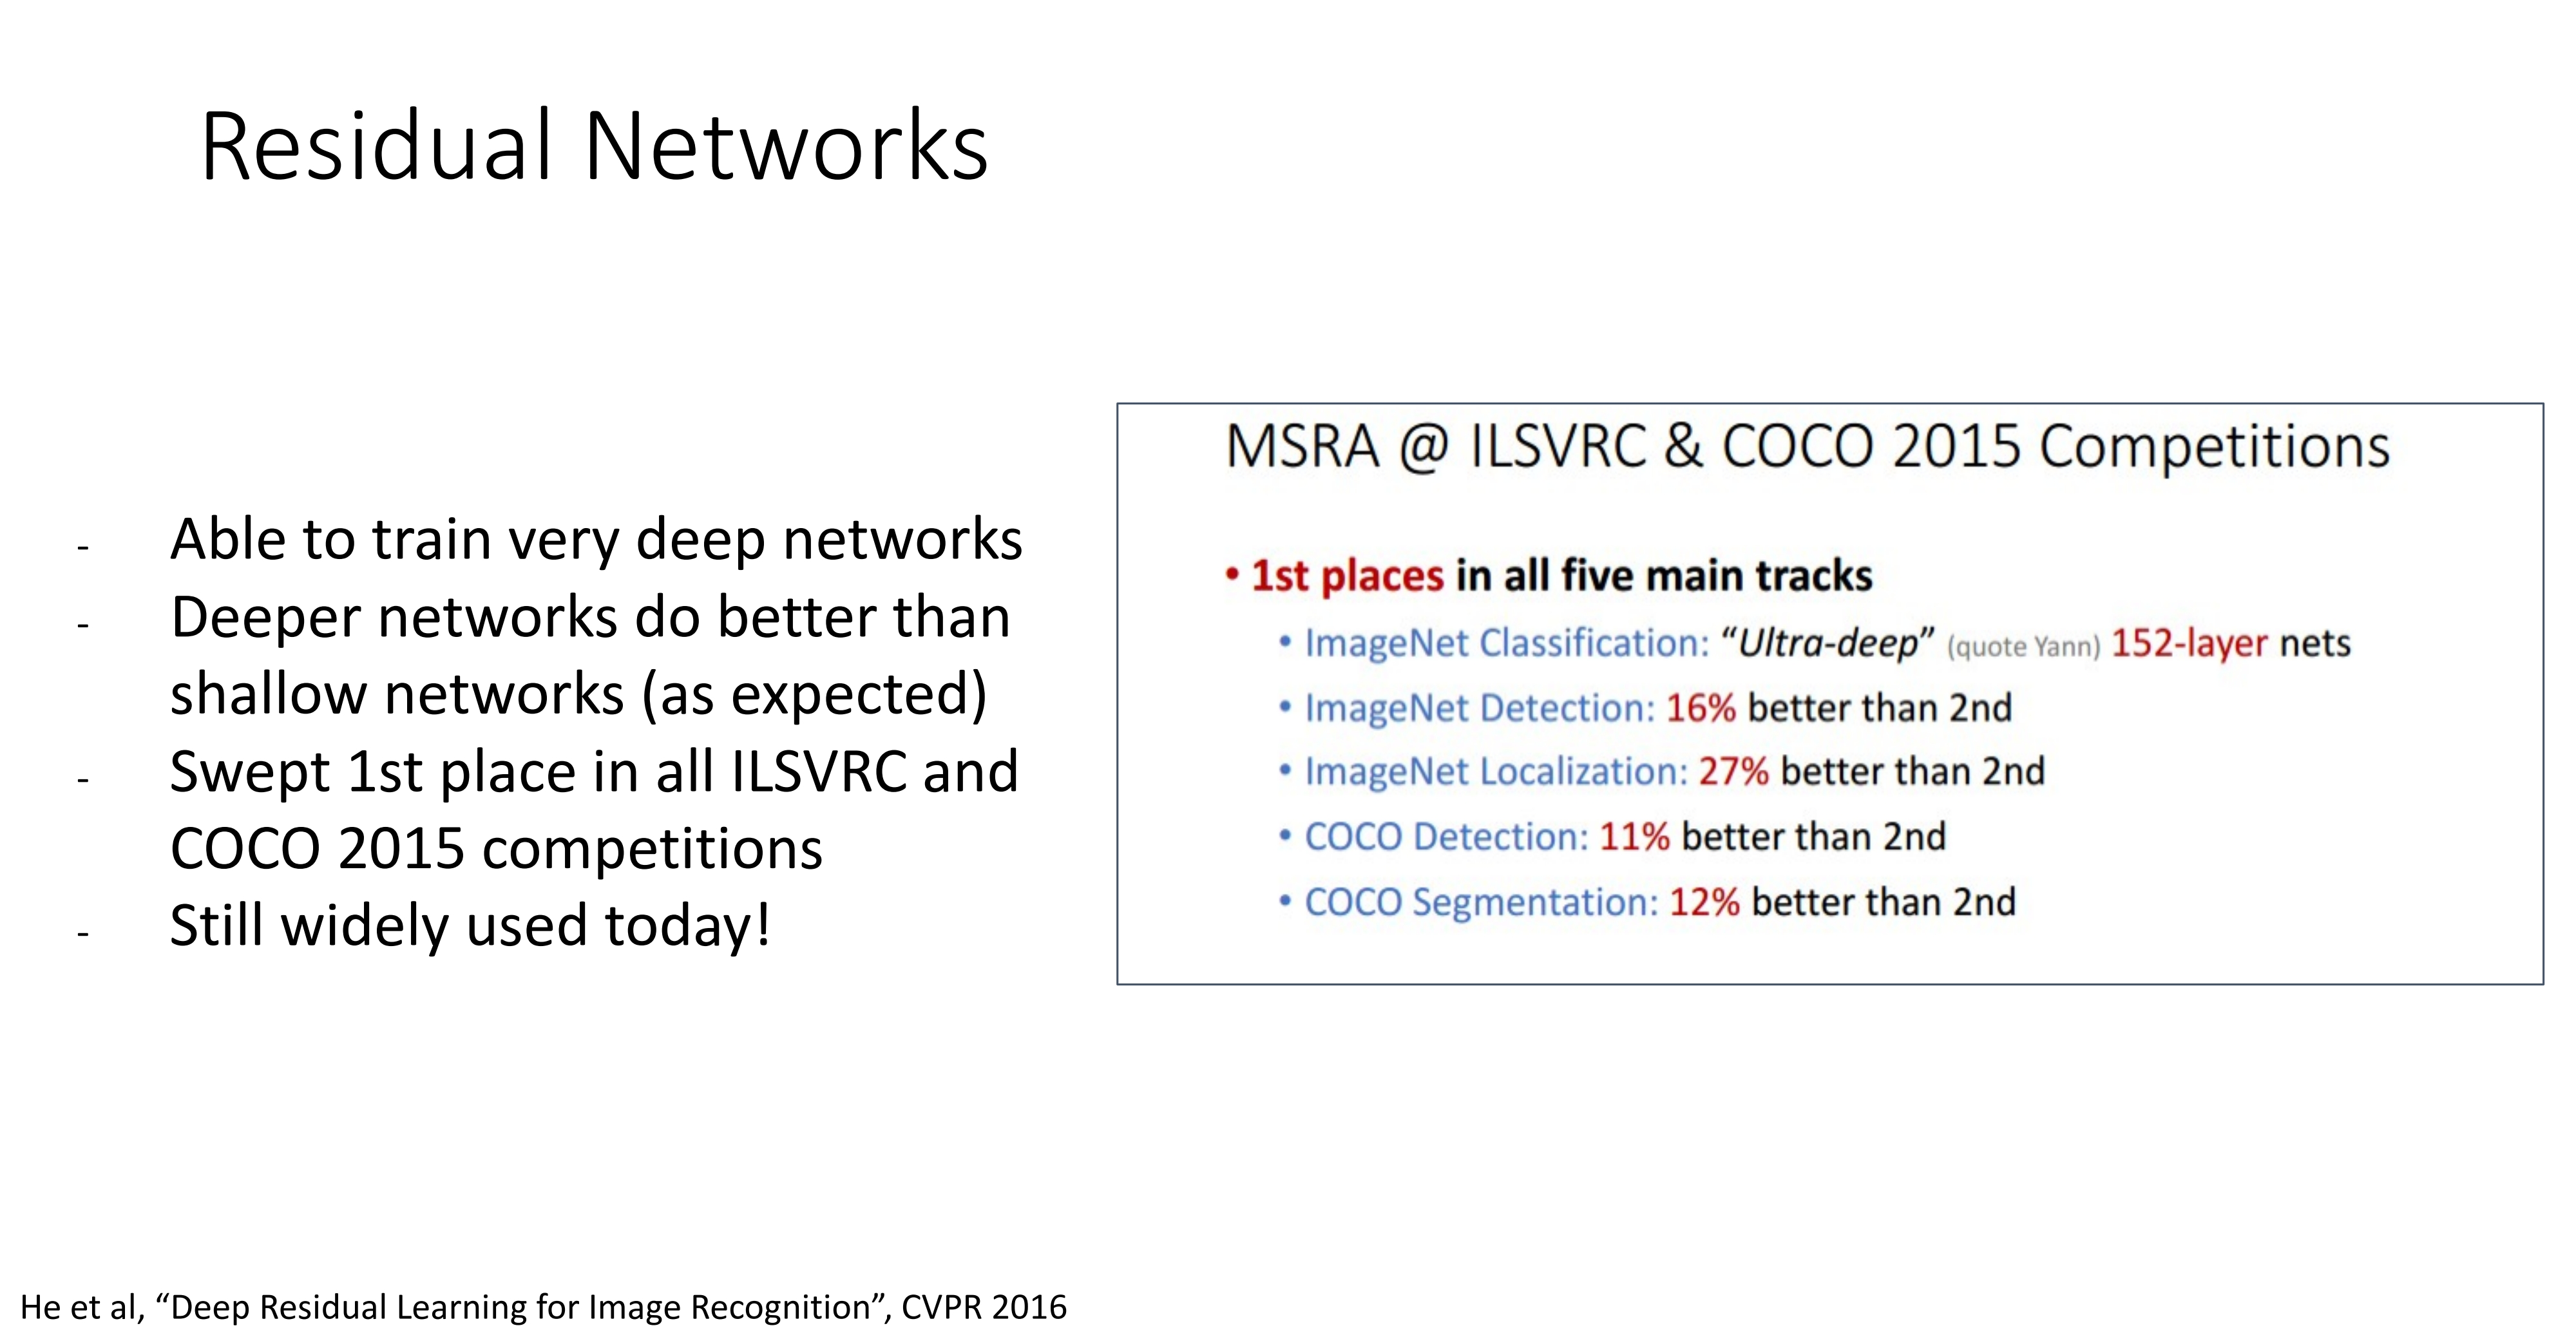 Residual Networks
- Able to train very deep networks
- Deeper networks do better than
shallow networks (as expected)
- Swept 1st place in all ILSVRC and
COCO 2015 competitions
- Still widely used today!
MSRA @ ILSVRC & COCO 2015 Competitions
• 1st places in all five main tracks
• ImageNet Classification: “Ultra-deep” (quote Yann) 152-layer nets
• ImageNet Detection: 16% better than 2nd
• ImageNet Localization: 27% better than 2nd
• COCO Detection: 11% better than 2nd
• COCO Segmentation: 12% better than 2nd
He et al, “Deep Residual Learning for Image Recognition”, CVPR 2016